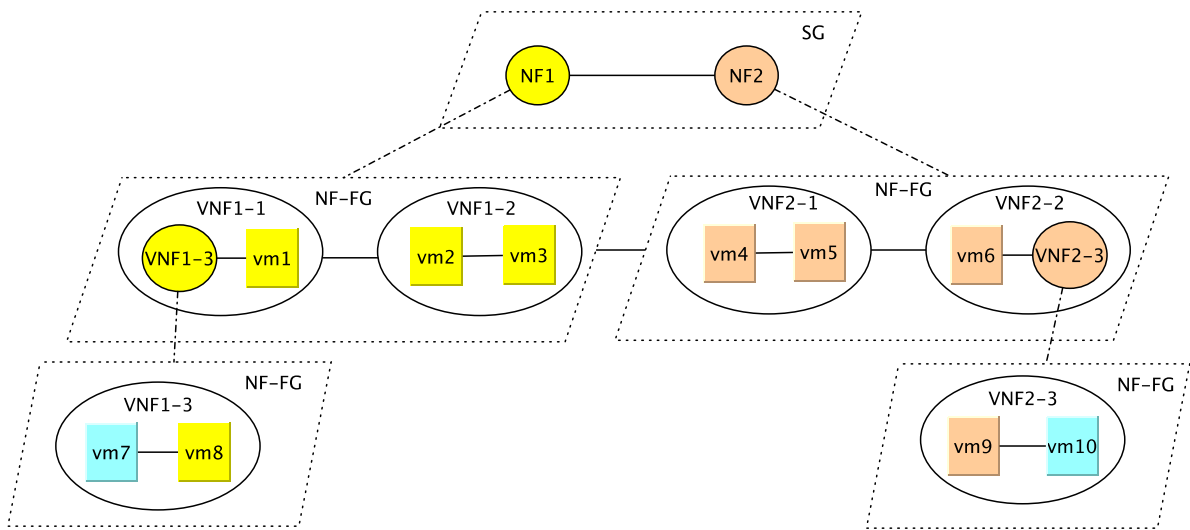 SG
NF1
NF2
NF-FG
NF-FG
VNF1-1
VNF1-2
VNF2-1
VNF2-2
VNF1-3
vm1
vm2
vm3
vm4
vm5
vm6
VNF2-3
NF-FG
NF-FG
VNF1-3
VNF2-3
vm7
vm8
vm9
vm10